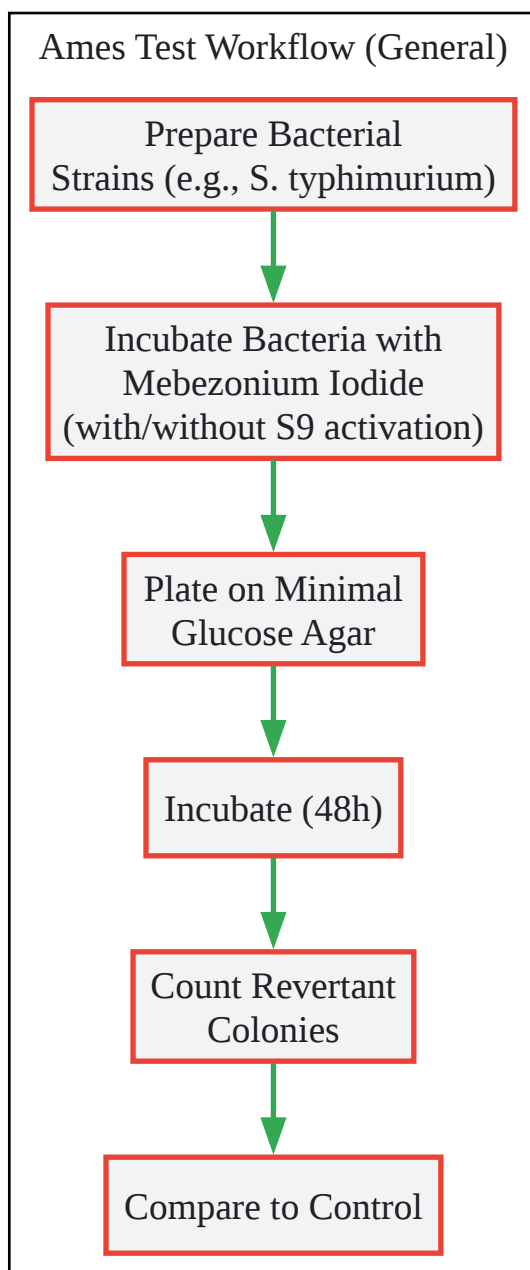 Ames Test Workflow (General)
Prepare Bacterial
Strains (e.g., S. typhimurium)
Incubate Bacteria with
Mebezonium Iodide
(with/without S9 activation)
Plate on Minimal
Glucose Agar
Incubate (48h)
Count Revertant
Colonies
Compare to Control